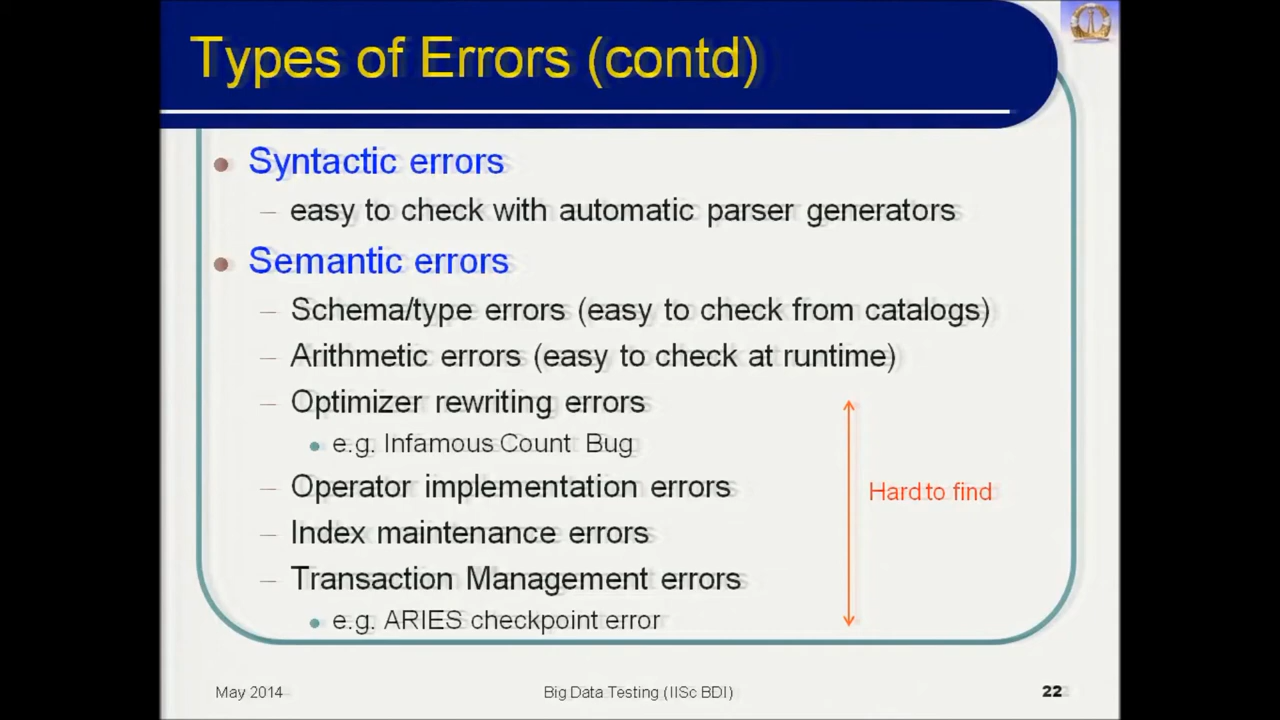 Types of Errors (contd)
Syntactic errors
– easy to check with automatic parser generators
Semantic errors
– Schema/type errors (easy to check from catalogs)
– Arithmetic errors (easy to check at runtime)
– Optimizer rewriting errors
e.g. Infamous Count Bug
– Operator implementation errors
Hard to find
– Index maintenance errors
– Transaction Management errors
e.g. ARIES checkpoint error
May 2014
Big Data Testing (IISc BDI)
22